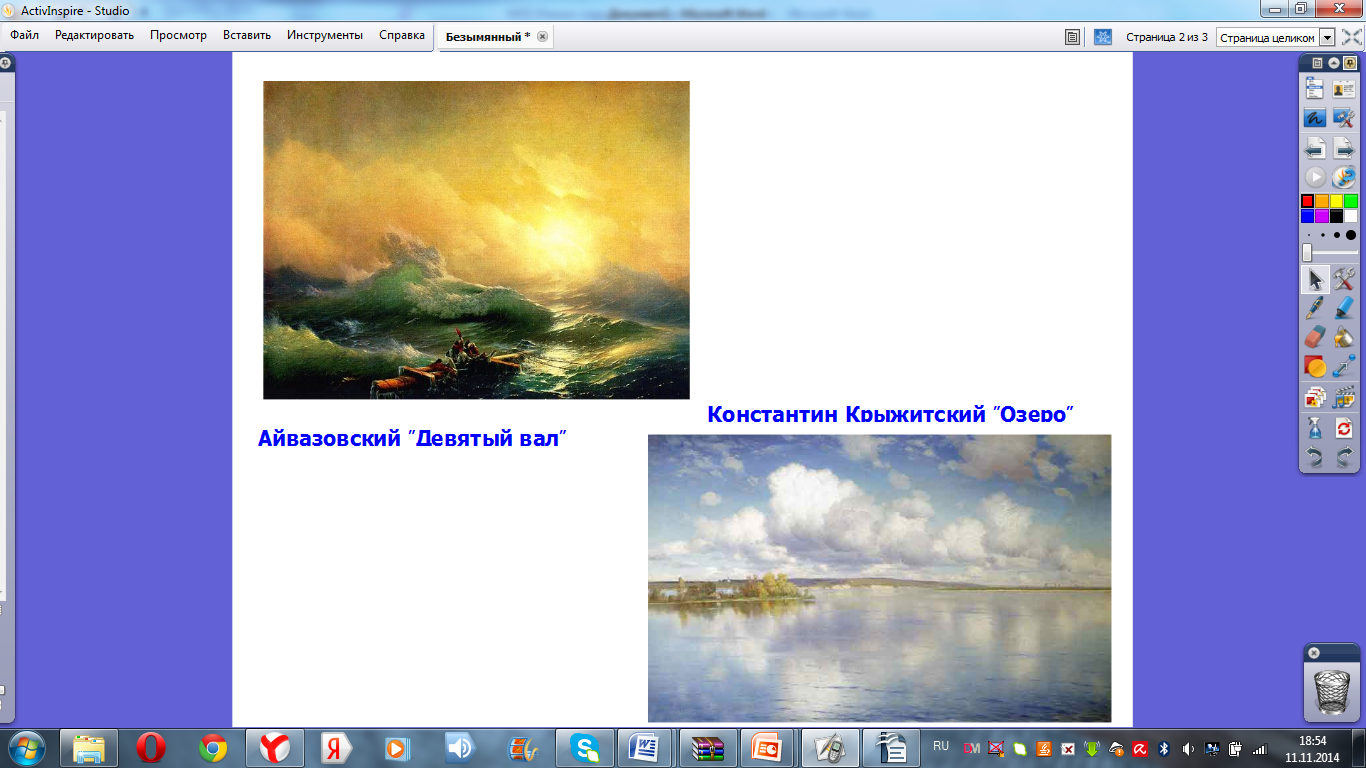 ActivInspire - Studio
Файл Редактировать Просмотр Вставить Инструменты Справка
Безымянный *
Страница 2 из 3
Страница целиком
Константин Крыжитский "Озеро"
Айвазовский "Девятый вал"
RU
18:54
11.11.2014